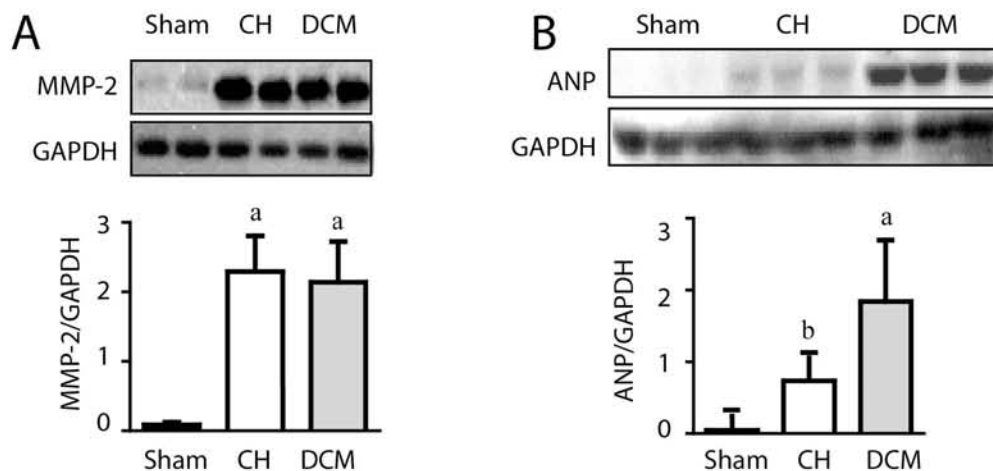 A
Sham CH DCM
MMP-2
GAPDH
MMP-2/GAPDH
3
2
1
0
a
a
Sham CH DCM
B
Sham CH DCM
ANP
GAPDH
ANP/GAPDH
3
2
1
0
b
a
Sham CH DCM